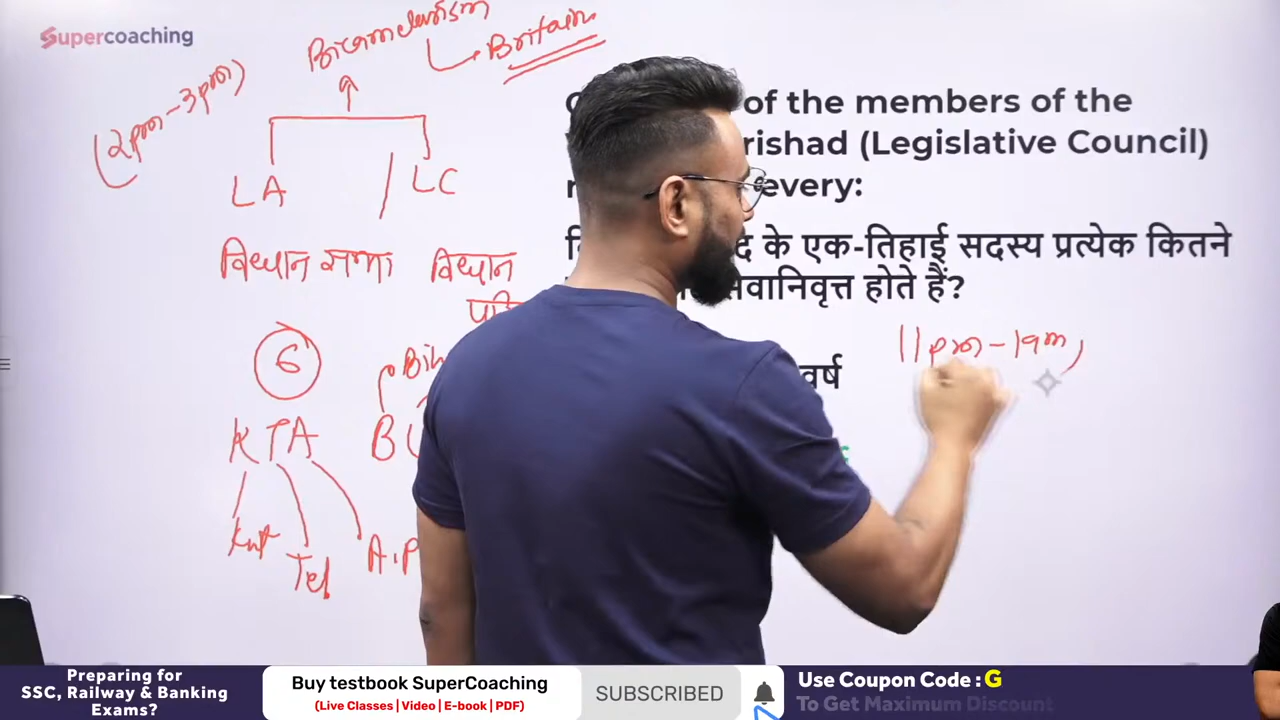 Supercoaching
Bicameralism
Britain
(2pm-3pm)
LA / LC
विधान सभा विधान
6
KTA
Tel
A.P
of the members of the
rishad (Legislative Council)
every:
के एक-तिहाई सदस्य प्रत्येक कितने
सेवानिवृत्त होते हैं?
वर्ष
11pm-1am)
Preparing for
SSC, Railway & Banking
Exams?
Buy testbook SuperCoaching
(Live Classes | Video | E-book | PDF)
SUBSCRIBED
Use Coupon Code : G
To Get Maximum Discount